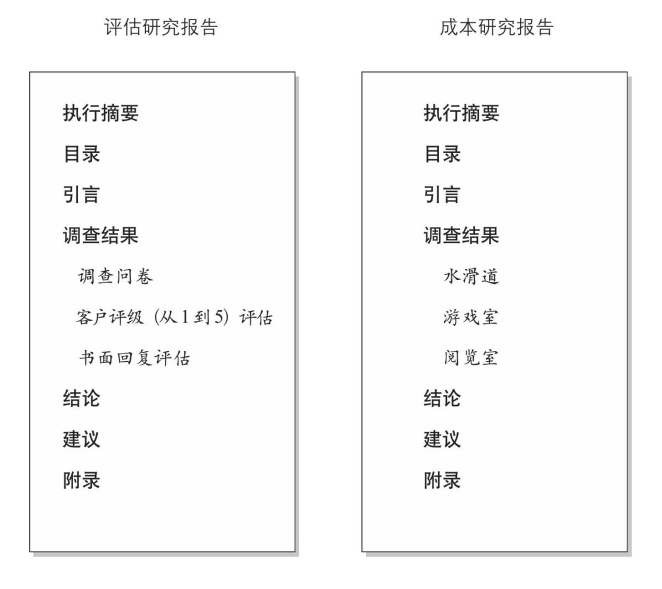 评估研究报告
执行摘要
目录
引言
调查结果
调查问卷
客户评级（从1到5）评估
书面回复评估
结论
建议
附录
成本研究报告
执行摘要
目录
引言
调查结果
水滑道
游戏室
阅览室
结论
建议
附录